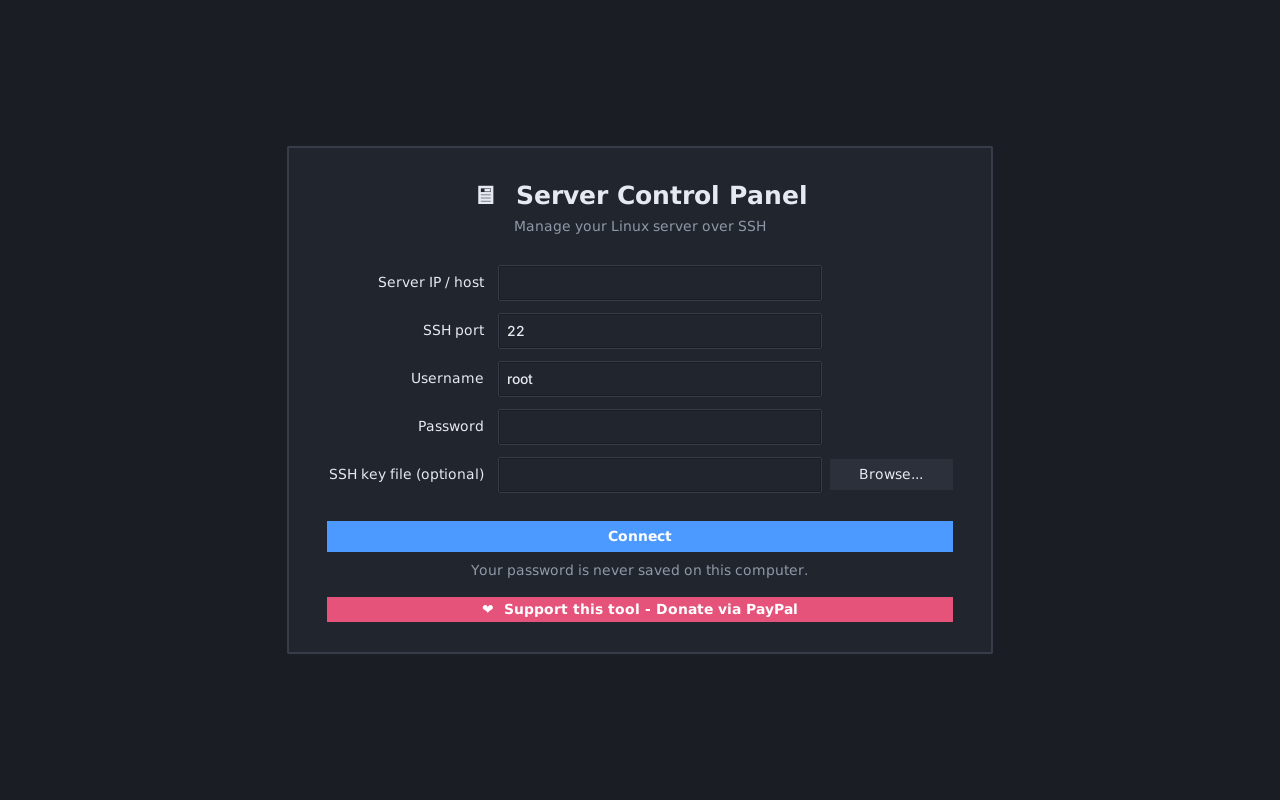 🖥 Server Control Panel
Manage your Linux server over SSH
Server IP / host
SSH port 22
Username root
Password
SSH key file (optional) Browse...
Connect
Your password is never saved on this computer.
❤ Support this tool - Donate via PayPal